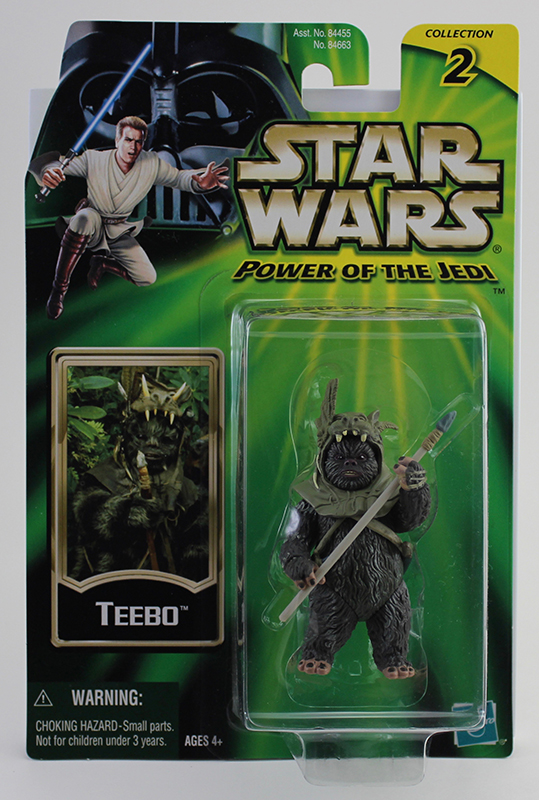 Asst. No. 84455
No. 84663
COLLECTION
2
STAR
WARS®
POWER OF THE JEDI
™
TEEBO™
⚠ WARNING:
CHOKING HAZARD-Small parts.
Not for children under 3 years.
AGES 4+